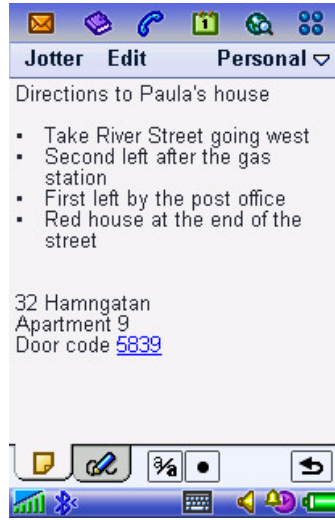 Jotter Edit Personal
Directions to Paula's house
▪ Take River Street going west
▪ Second left after the gas
station
▪ First left by the post office
▪ Red house at the end of the
street
32 Hamngatan
Apartment 9
Door code 5839